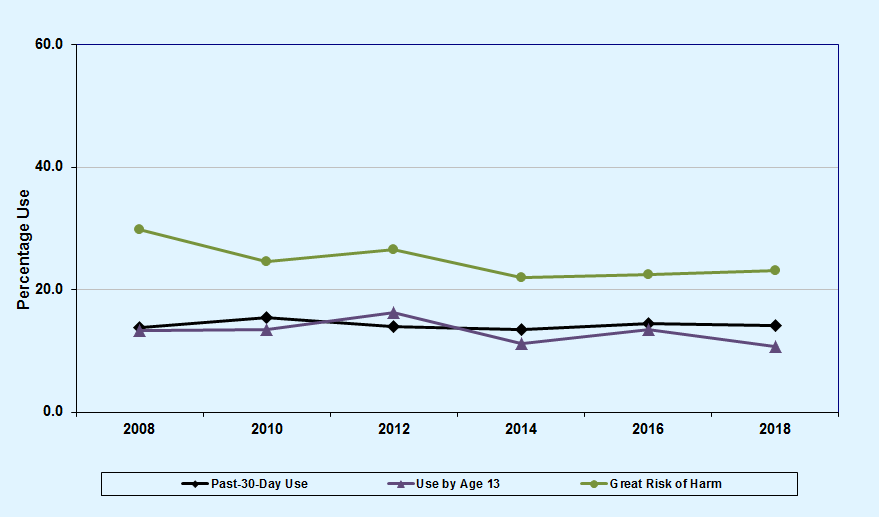 60.0
40.0
20.0
0.0
Percentage Use
2008 2010 2012 2014 2016 2018
Past-30-Day Use Use by Age 13 Great Risk of Harm